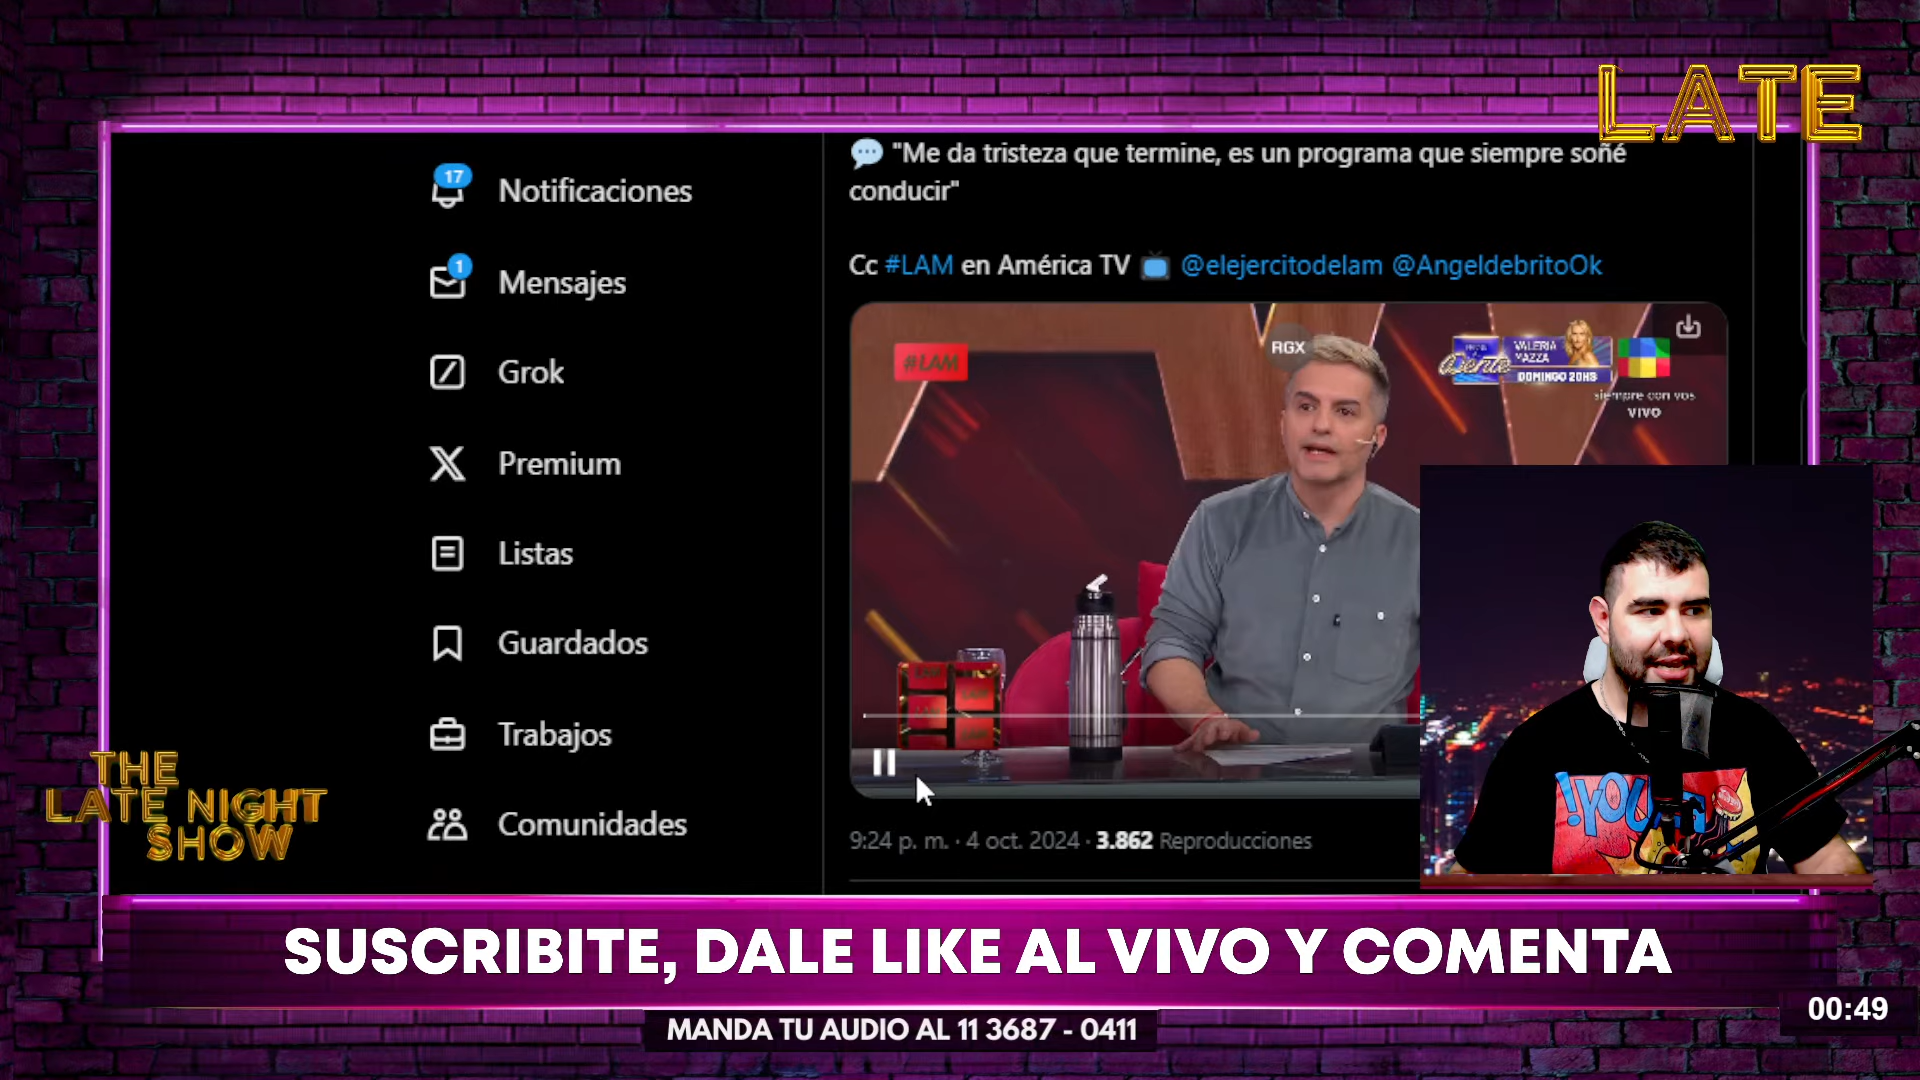 LATE
17
Notificaciones
1
Mensajes
Grok
Premium
Listas
Guardados
Trabajos
Comunidades
"Me da tristeza que termine, es un programa que siempre soñé
conducir"
Cc #LAM en América TV @elejercitodelam @AngeldebritoOk
#LAM
RGX
Gente
VALERIA
MAZZA
DOMINGO 20HS
siempre con vos
VIVO
9:24 p. m. · 4 oct. 2024 · 3.862 Reproducciones
THE
LATE NIGHT
SHOW
SUSCRIBITE, DALE LIKE AL VIVO Y COMENTA
MANDA TU AUDIO AL 11 3687 - 0411
00:49